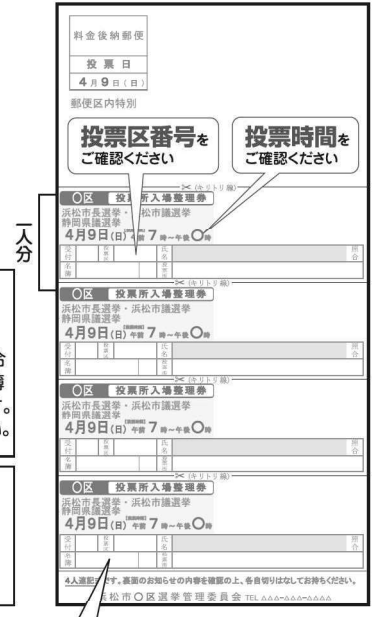 料金後納郵便
投票日
4月9日(日)
郵便区内特別
投票区番号を
ご確認ください
投票時間を
ご確認ください
✂(キリトリ線)
一人分
○区 投票所入場整理券
浜松市長選挙・浜松市議選挙
静岡県議選挙
4月9日(日)午前7時〜午後○時
受付
氏名
照合
名簿
✂(キリトリ線)
○区 投票所入場整理券
浜松市長選挙・浜松市議選挙
静岡県議選挙
4月9日(日)午前7時〜午後○時
受付
氏名
照合
名簿
✂(キリトリ線)
○区 投票所入場整理券
浜松市長選挙・浜松市議選挙
静岡県議選挙
4月9日(日)午前7時〜午後○時
受付
氏名
照合
名簿
✂(キリトリ線)
○区 投票所入場整理券
浜松市長選挙・浜松市議選挙
静岡県議選挙
4月9日(日)午前7時〜午後○時
受付
氏名
照合
名簿
4人連記式です。裏面のお知らせの内容を確認の上、各自切りはなしてお持ちください。
浜松市○区選挙管理委員会 TEL △△△-△△△-△△△△